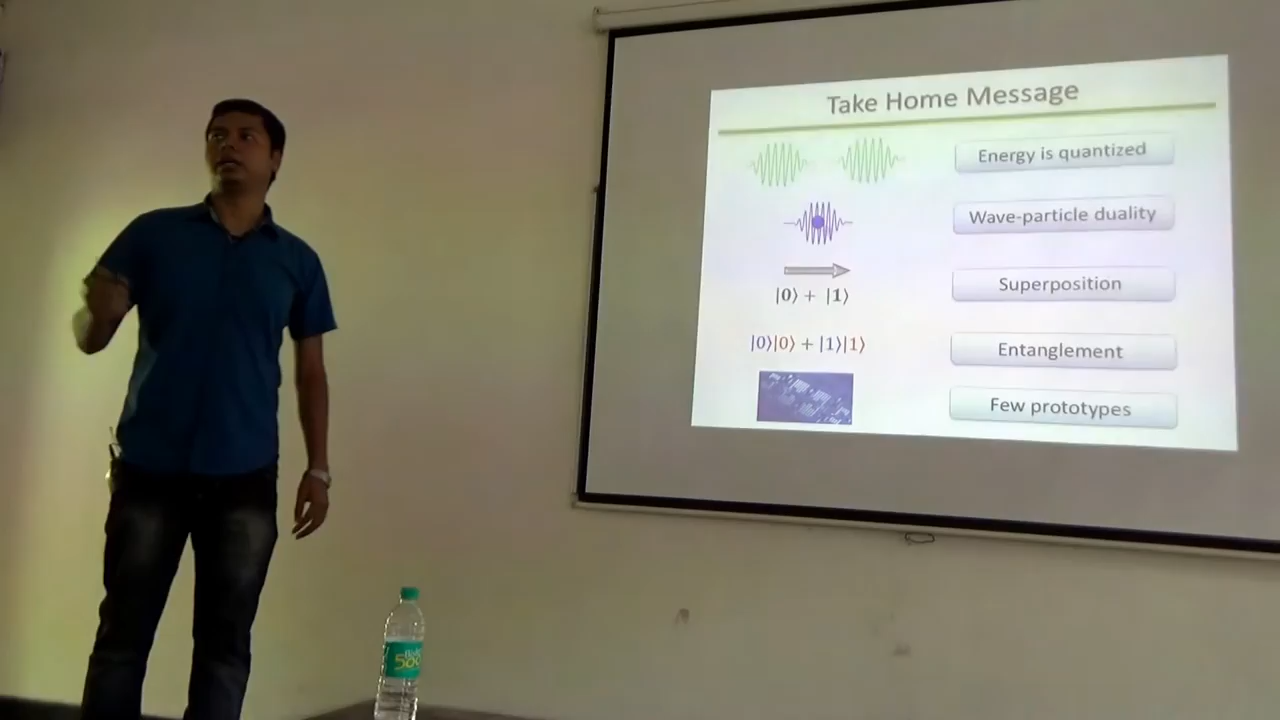 Take Home Message
Energy is quantized
Wave-particle duality
Superposition
|0⟩ + |1⟩
|0⟩|0⟩ + |1⟩|1⟩
Entanglement
Few prototypes
500